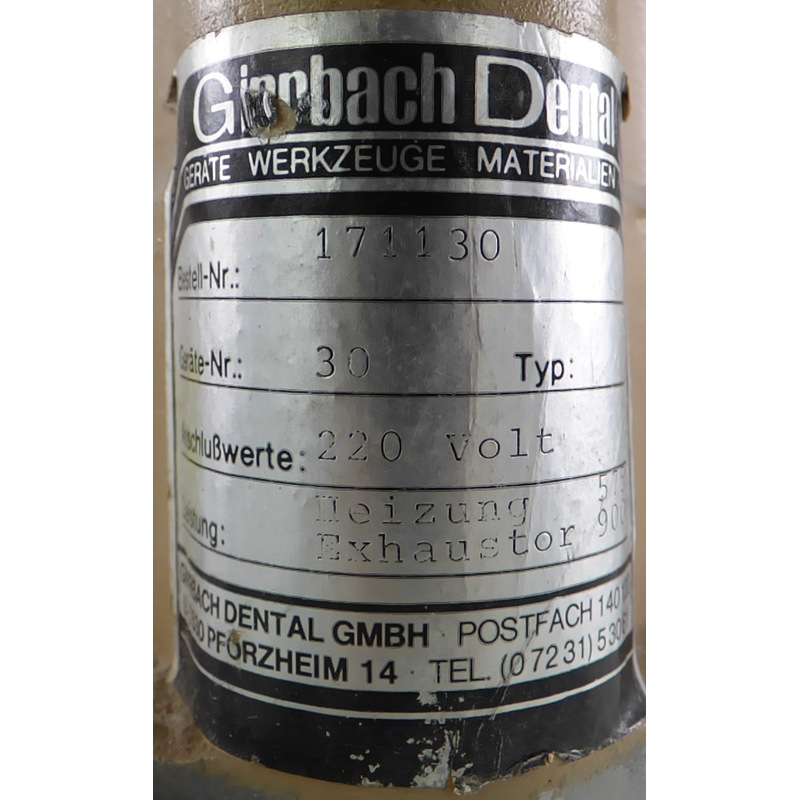 Girrbach Dental
GERÄTE WERKZEUGE MATERIALIEN
171130
Bestell-Nr.:
Geräte-Nr.: 30 Typ:
Anschlußwerte: 220 Volt
Heizung
Leistung:
Exhaustor
GIRRBACH DENTAL GMBH · POSTFACH
PFORZHEIM 14 · TEL. (0 72 31)